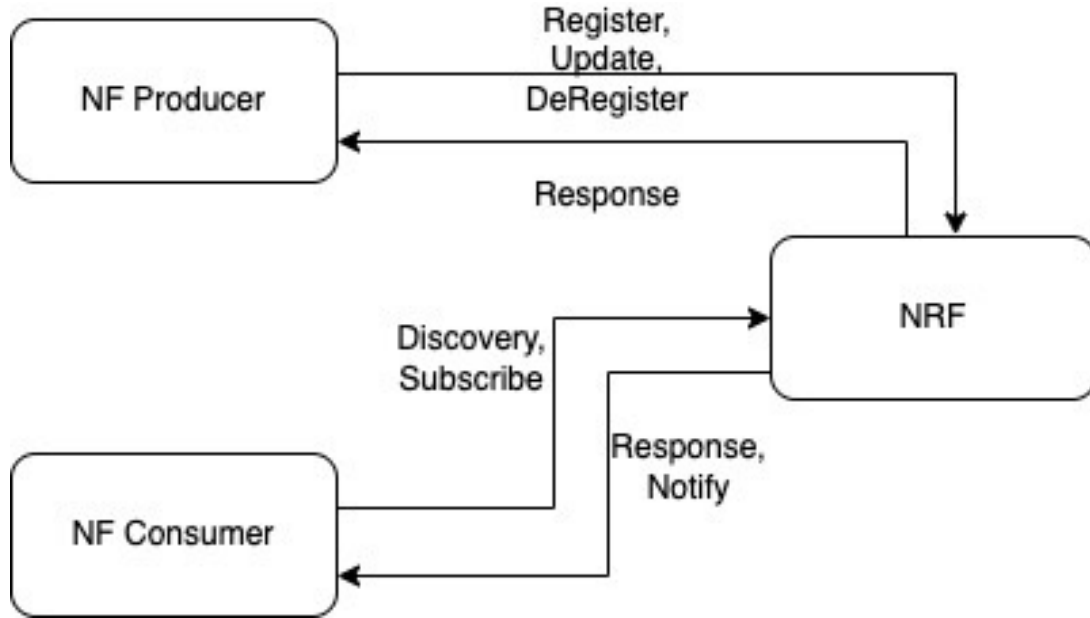 Register,
Update,
DeRegister
NF Producer
Response
NRF
Discovery,
Subscribe
Response,
Notify
NF Consumer